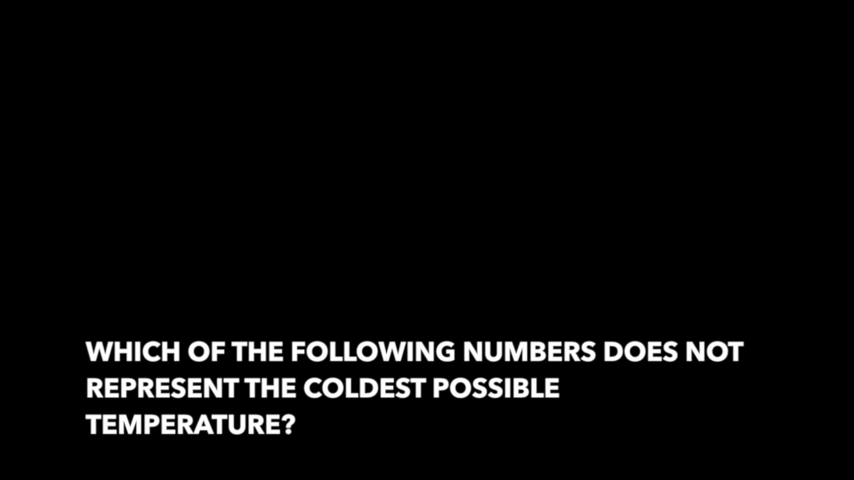 WHICH OF THE FOLLOWING NUMBERS DOES NOT
REPRESENT THE COLDEST POSSIBLE
TEMPERATURE?